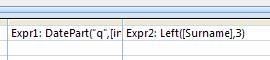 Expr1: DatePart("q",[in
Expr2: Left([Surname],3)